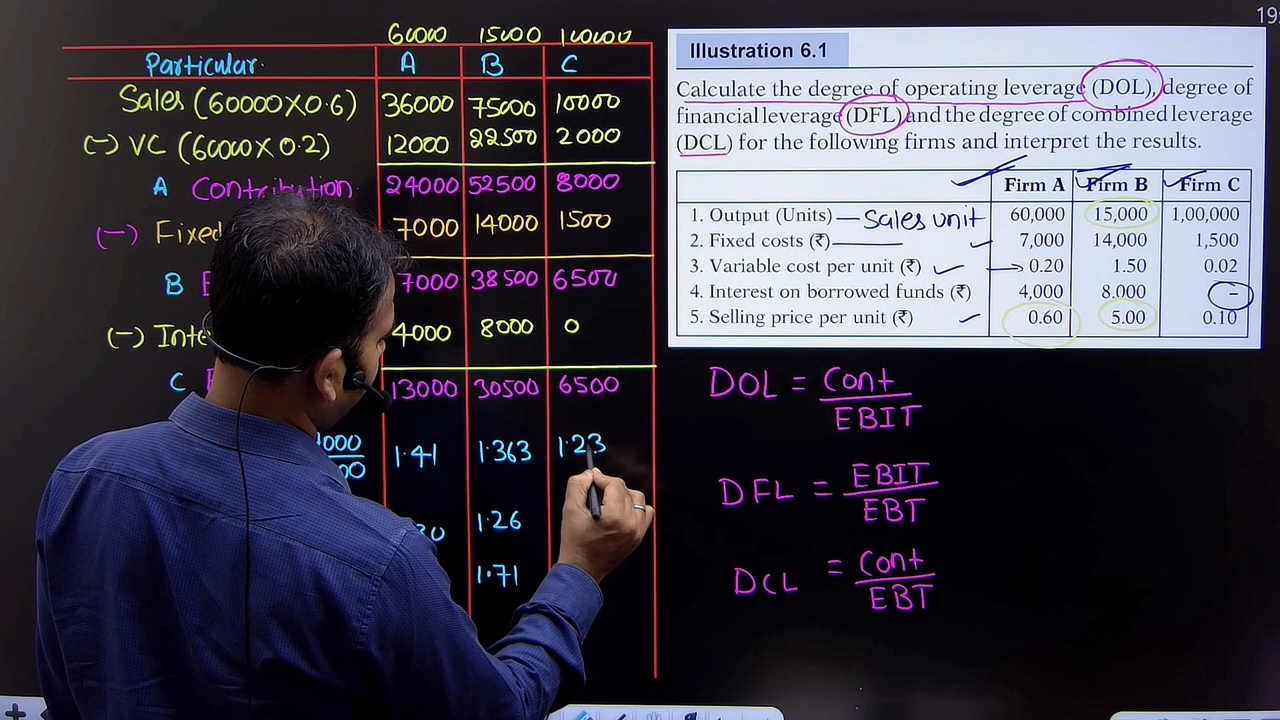 19:
60000 15000 100000
Particular. A B C
Sales (60000X0.6) 36000 75000 10000
(-) VC (60000X0.2) 12000 22500 2000
A Contribution 24000 52500 8000
(-) Fixed 7000 14000 1500
B 7000 38500 6500
(-) Inte 4000 8000 0
C 13000 30500 6500
1.41 1.363 1.23
1.26
1.71
Illustration 6.1
Calculate the degree of operating leverage (DOL), degree of
financial leverage (DFL) and the degree of combined leverage
(DCL) for the following firms and interpret the results.
Firm A Firm B Firm C
1. Output (Units) — Sales unit 60,000 15,000 1,00,000
2. Fixed costs (₹) 7,000 14,000 1,500
3. Variable cost per unit (₹) 0.20 1.50 0.02
4. Interest on borrowed funds (₹) 4,000 8.000 -
5. Selling price per unit (₹) 0.60 5.00 0.10
DOL = Cont
EBIT
DFL = EBIT
EBT
DCL = Cont
EBT